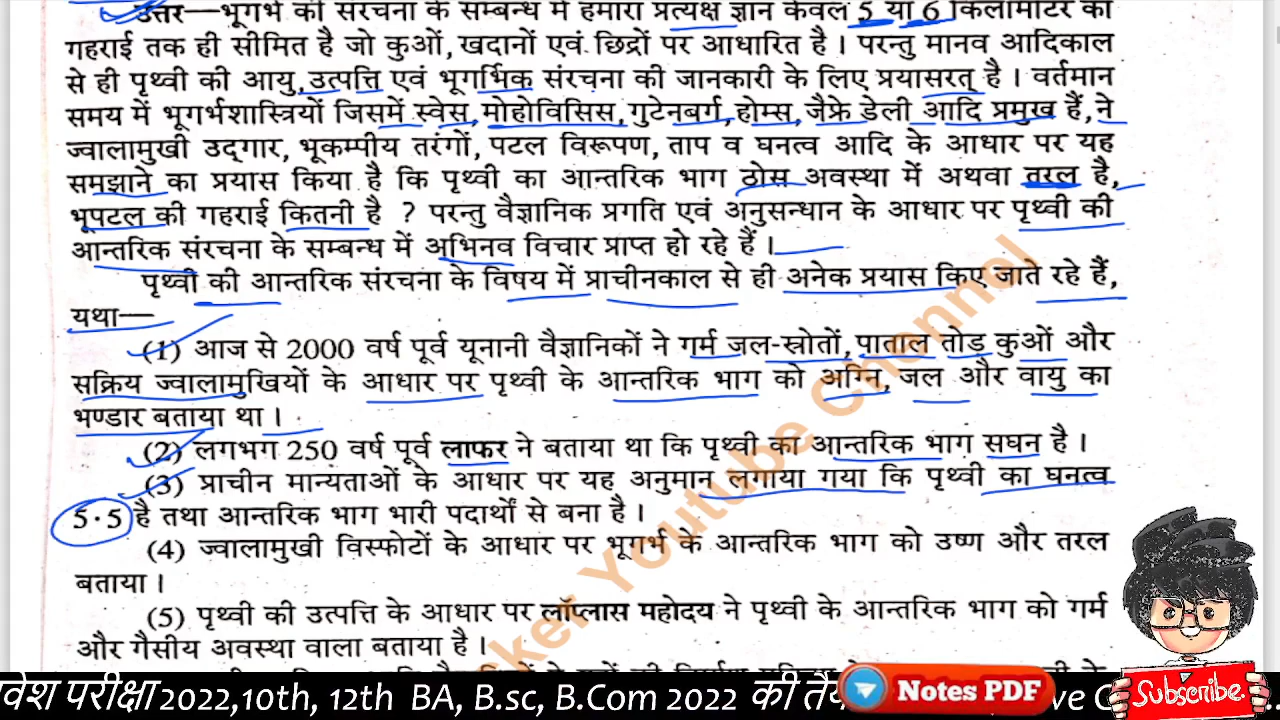 उत्तर—भूगर्भ की संरचना के सम्बन्ध में हमारा प्रत्यक्ष ज्ञान केवल 5 या 6 किलोमीटर की
गहराई तक ही सीमित है जो कुओं, खदानों एवं छिद्रों पर आधारित है । परन्तु मानव आदिकाल
से ही पृथ्वी की आयु, उत्पत्ति एवं भूगर्भिक संरचना की जानकारी के लिए प्रयासरत् है । वर्तमान
समय में भूगर्भशास्त्रियों जिसमें स्वेस, मोहोविसिस, गुटेनबर्ग, होम्स, जैफ्रे डेली आदि प्रमुख हैं, ने
ज्वालामुखी उद्‌गार, भूकम्पीय तरंगों, पटल विरूपण, ताप व घनत्व आदि के आधार पर यह
समझाने का प्रयास किया है कि पृथ्वी का आन्तरिक भाग ठोस अवस्था में अथवा तरल है,
भूपटल की गहराई कितनी है ? परन्तु वैज्ञानिक प्रगति एवं अनुसन्धान के आधार पर पृथ्वी की
आन्तरिक संरचना के सम्बन्ध में अभिनव विचार प्राप्त हो रहे हैं ।
पृथ्वी की आन्तरिक संरचना के विषय में प्राचीनकाल से ही अनेक प्रयास किए जाते रहे हैं,
यथा—
(1) आज से 2000 वर्ष पूर्व यूनानी वैज्ञानिकों ने गर्म जल-स्रोतों, पाताल तोड़ कुओं और
सक्रिय ज्वालामुखियों के आधार पर पृथ्वी के आन्तरिक भाग को अग्नि, जल और वायु का
भण्डार बताया था ।
(2) लगभग 250 वर्ष पूर्व लाफर ने बताया था कि पृथ्वी का आन्तरिक भाग सघन है ।
(3) प्राचीन मान्यताओं के आधार पर यह अनुमान लगाया गया कि पृथ्वी का घनत्व
5·5 है तथा आन्तरिक भाग भारी पदार्थों से बना है ।
(4) ज्वालामुखी विस्फोटों के आधार पर भूगर्भ के आन्तरिक भाग को उष्ण और तरल
बताया ।
(5) पृथ्वी की उत्पत्ति के आधार पर लॉप्लास महोदय ने पृथ्वी के आन्तरिक भाग को गर्म
और गैसीय अवस्था वाला बताया है ।
Youtube Channel
वेश परीक्षा 2022,10th, 12th BA, B.sc, B.Com 2022 की
Notes PDF
Subscribe